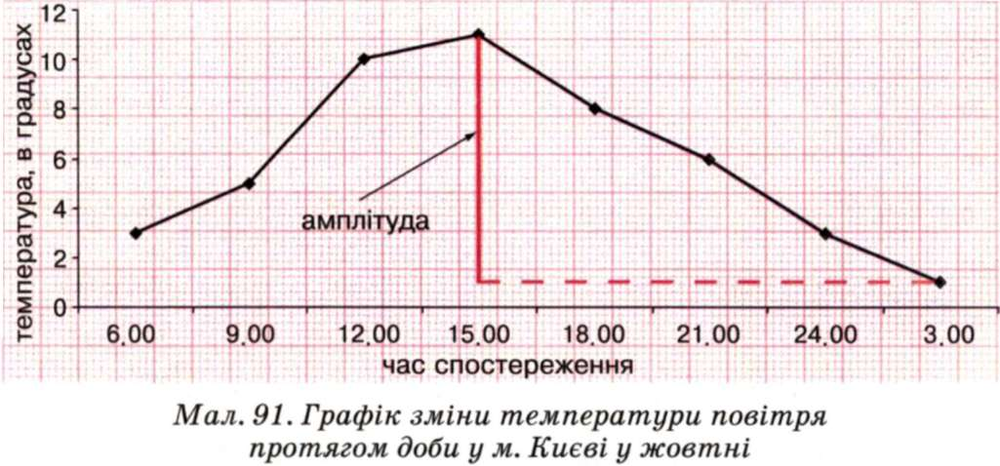 температура, в градусах
12
10
8
6
4
2
0
амплітуда
6.00 9.00 12.00 15.00 18.00 21.00 24.00 3.00
час спостереження
Мал. 91. Графік зміни температури повітря
протягом доби у м. Києві у жовтні